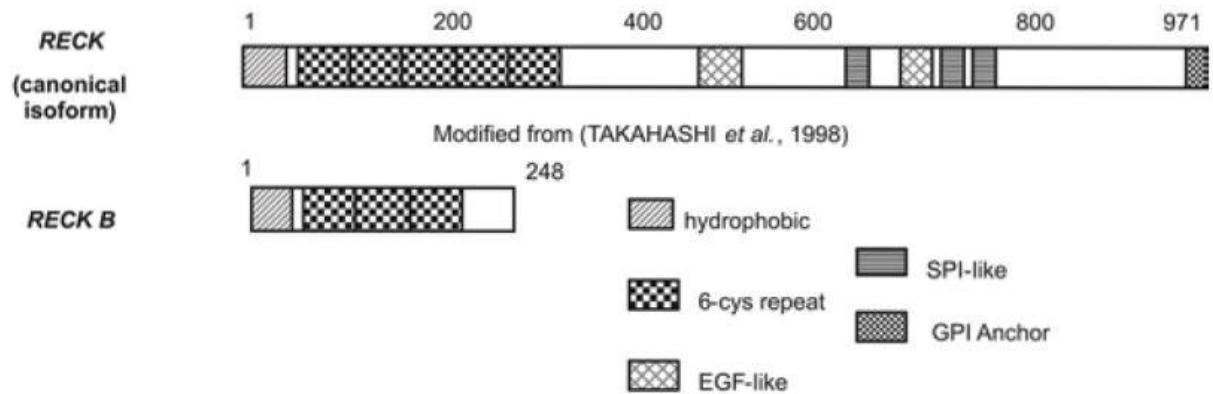 1 200 400 600 800 971
RECK
(canonical
isoform)
Modified from (TAKAHASHI et al., 1998)
1 248
RECK B
hydrophobic
SPI-like
6-cys repeat
GPI Anchor
EGF-like